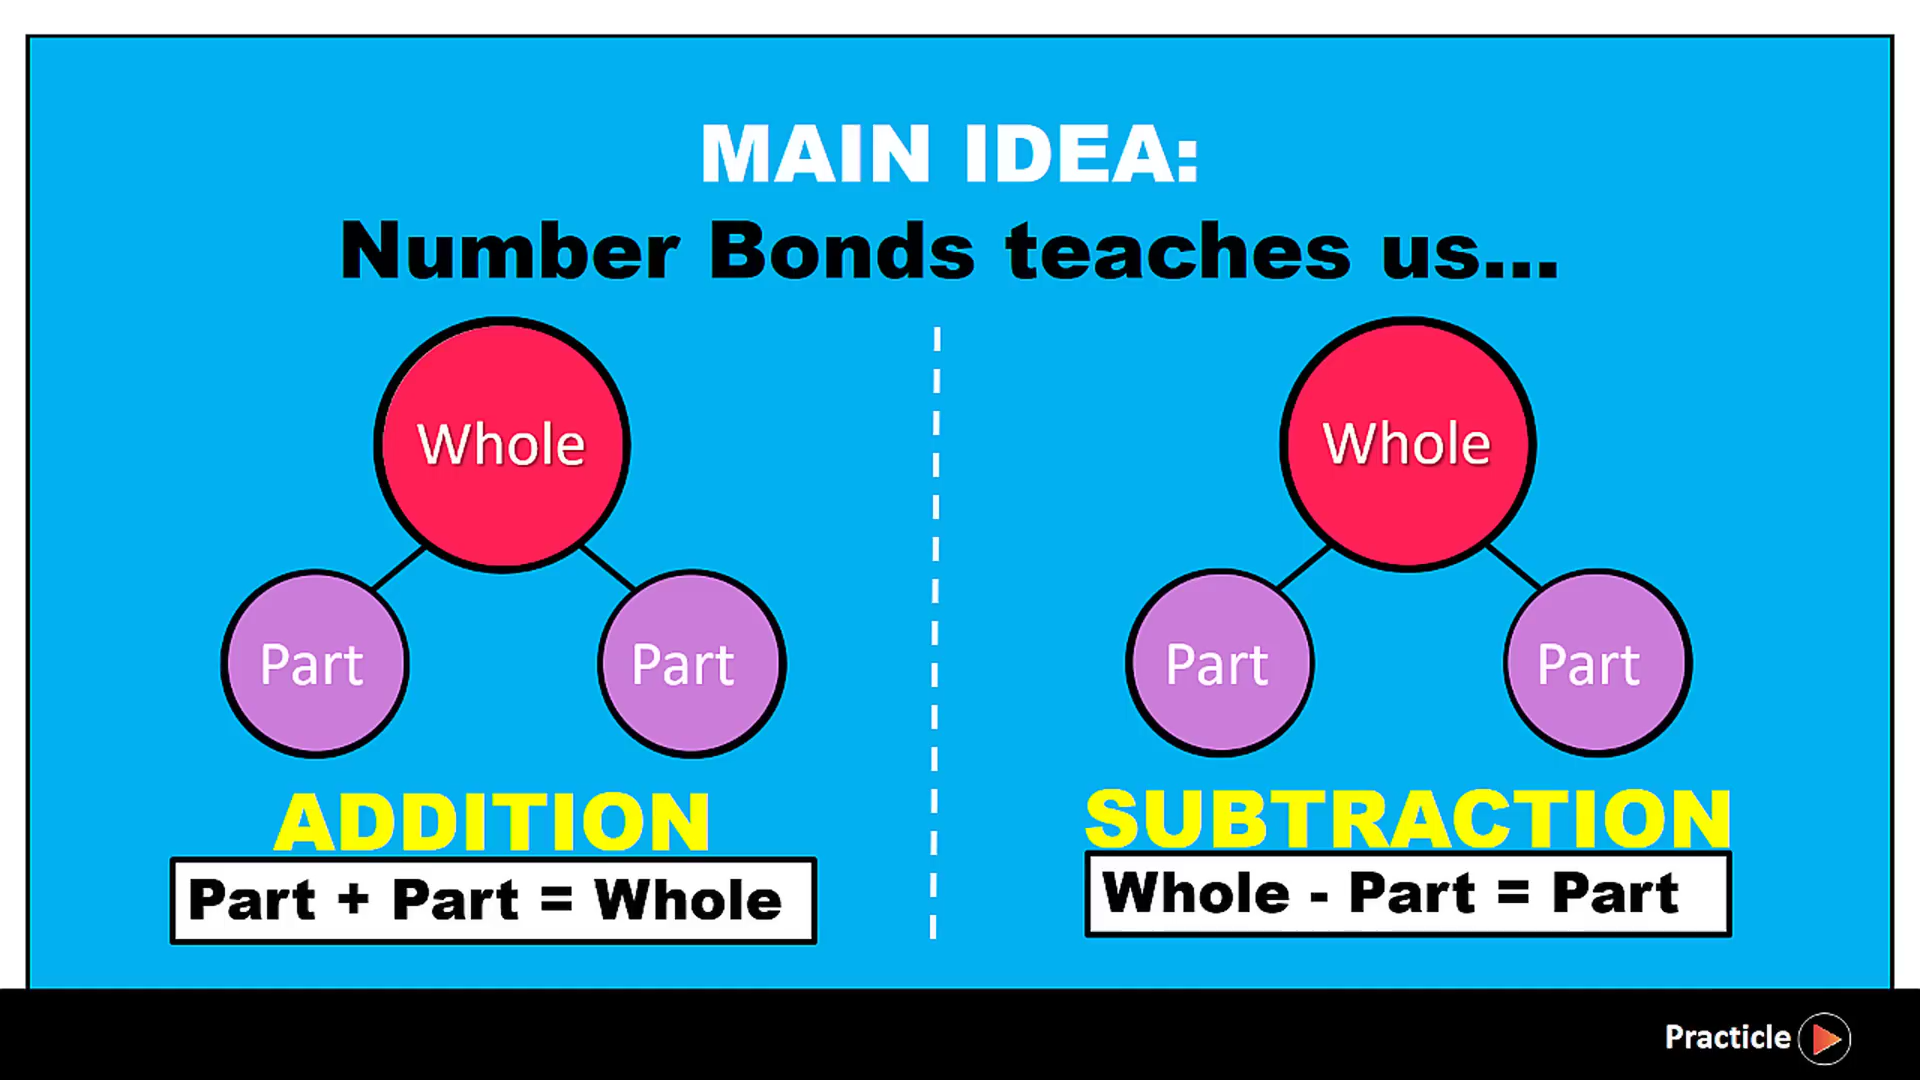 MAIN IDEA:
Number Bonds teaches us...
Whole
Part
Part
ADDITION
Part + Part = Whole
Whole
Part
Part
SUBTRACTION
Whole - Part = Part
Practicle